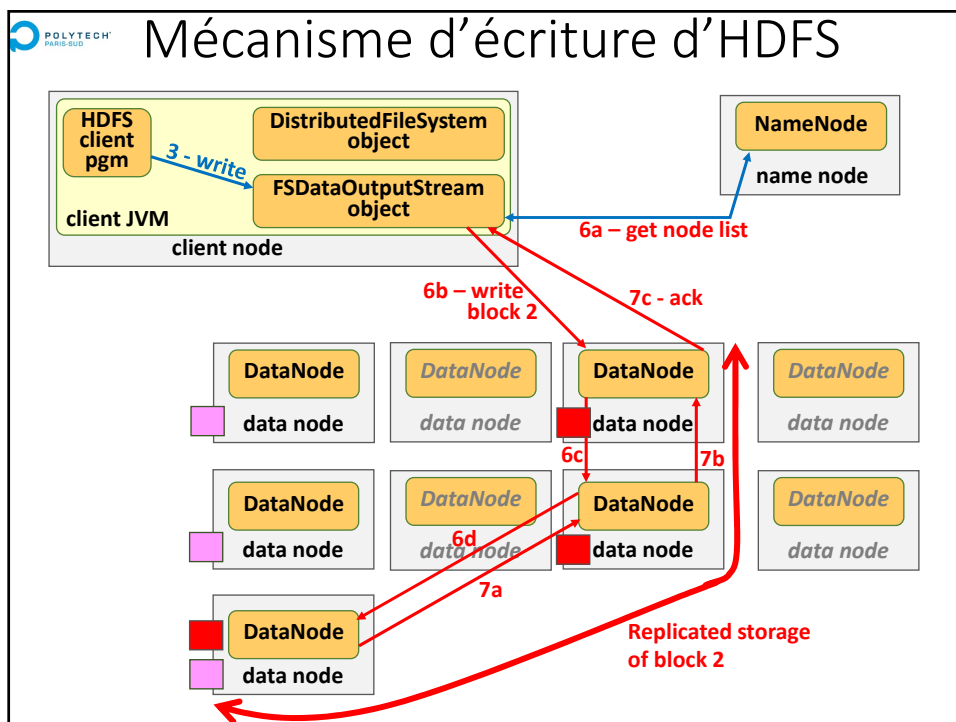 POLYTECH
PARIS-SUD
Mécanisme d'écriture d'HDFS
HDFS
client
pgm
3 - write
DistributedFileSystem
object
FSDataOutputStream
object
client JVM
client node
NameNode
name node
6a – get node list
6b – write
block 2
7c - ack
DataNode
data node
DataNode
data node
DataNode
data node
DataNode
data node
6c
7b
DataNode
data node
DataNode
data node
DataNode
data node
DataNode
data node
6d
7a
DataNode
data node
Replicated storage
of block 2